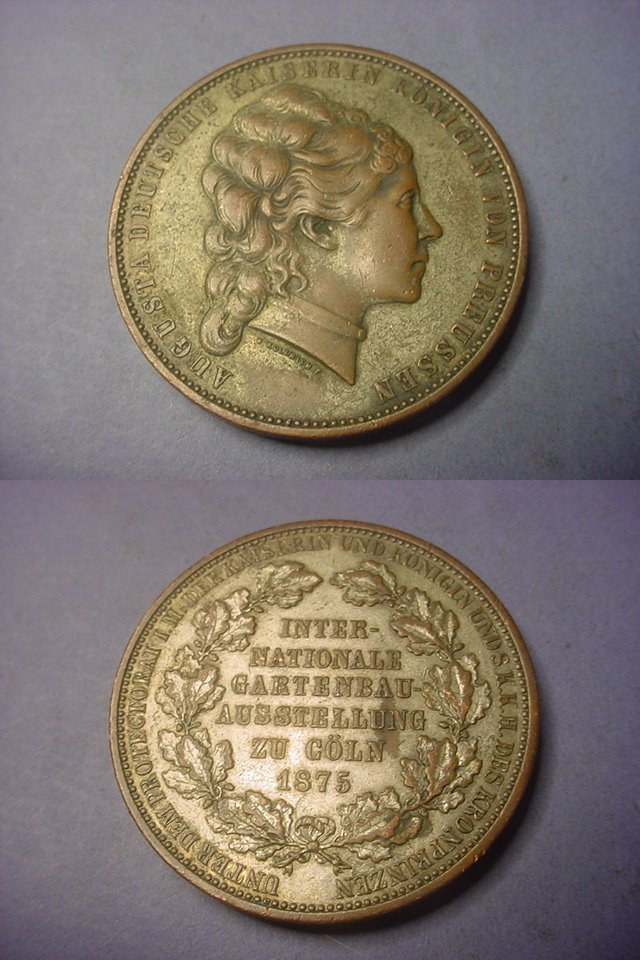 AUGUSTA DEUTSCHE KAISERIN KÖNIGIN VON PREUSSEN
UNTER DEM PROTECTORAT I. M. DER KAISERIN UND KÖNIGIN UND S. K. K. H. DES KRONPRINZEN
INTER-
NATIONALE
GARTENBAU-
AUSSTELLUNG
ZU CÖLN
1875